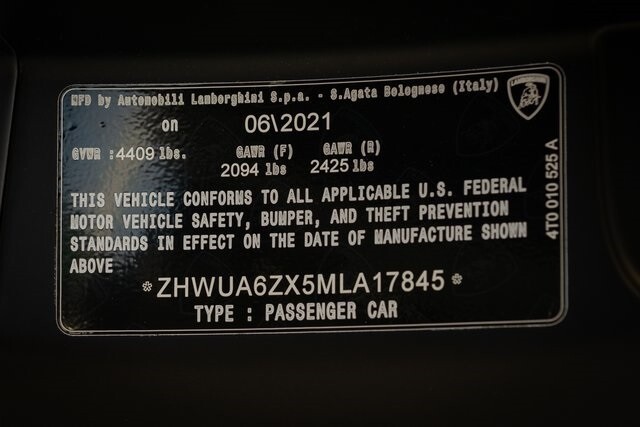 MFD by Automobili Lamborghini S.p.a. - S.Agata Bolognese (Italy)
on 06\2021
GVWR :4409 lbs. GAWR (F) GAWR (R)
2094 lbs 2425 lbs
THIS VEHICLE CONFORMS TO ALL APPLICABLE U.S. FEDERAL
MOTOR VEHICLE SAFETY, BUMPER, AND THEFT PREVENTION
STANDARDS IN EFFECT ON THE DATE OF MANUFACTURE SHOWN
ABOVE
*ZHWUA6ZX5MLA17845*
TYPE : PASSENGER CAR
LAMBORGHINI
4T0 010 525 A